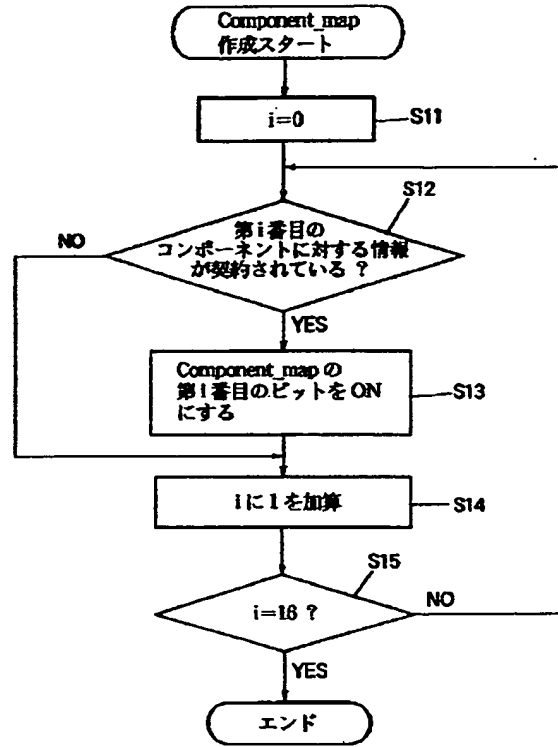 Component_map
作成スタート
i=0
S11
S12
第i番目の
コンポーネントに対する情報
が契約されている ?
NO
YES
Component_mapの
第i番目のビットをON
にする
S13
iに1を加算
S14
S15
i=16 ?
NO
YES
エンド